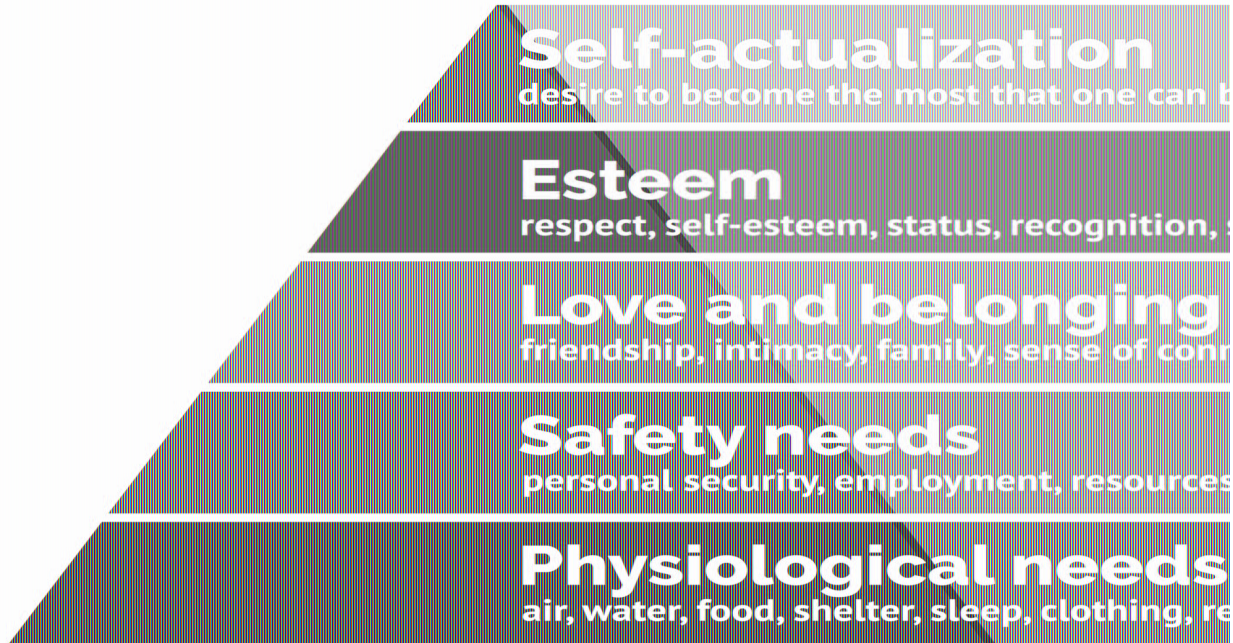 Self-actualization
desire to become the most that one can
Esteem
respect, self-esteem, status, recognition,
Love and belonging
friendship, intimacy, family, sense of
Safety needs
personal security, employment, resources
Physiological needs
air, water, food, shelter, sleep, clothing,